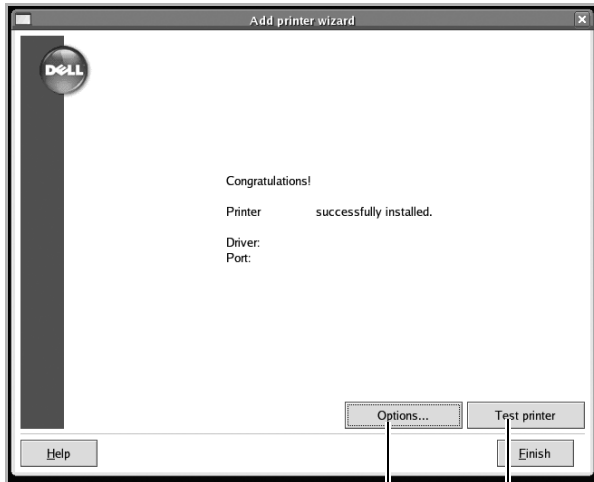 Add printer wizard
DELL
Congratulations!
Printer successfully installed.
Driver:
Port:
Options...
Test printer
Help
Finish